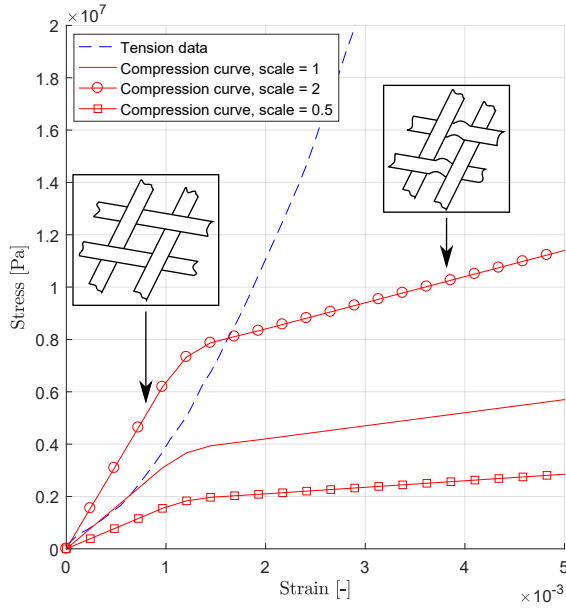 ×10⁷
2
1.8
1.6
1.4
1.2
1
0.8
0.6
0.4
0.2
0
Stress [Pa]
Tension data
Compression curve, scale = 1
Compression curve, scale = 2
Compression curve, scale = 0.5
0 1 2 3 4 5
Strain [-]
×10⁻³